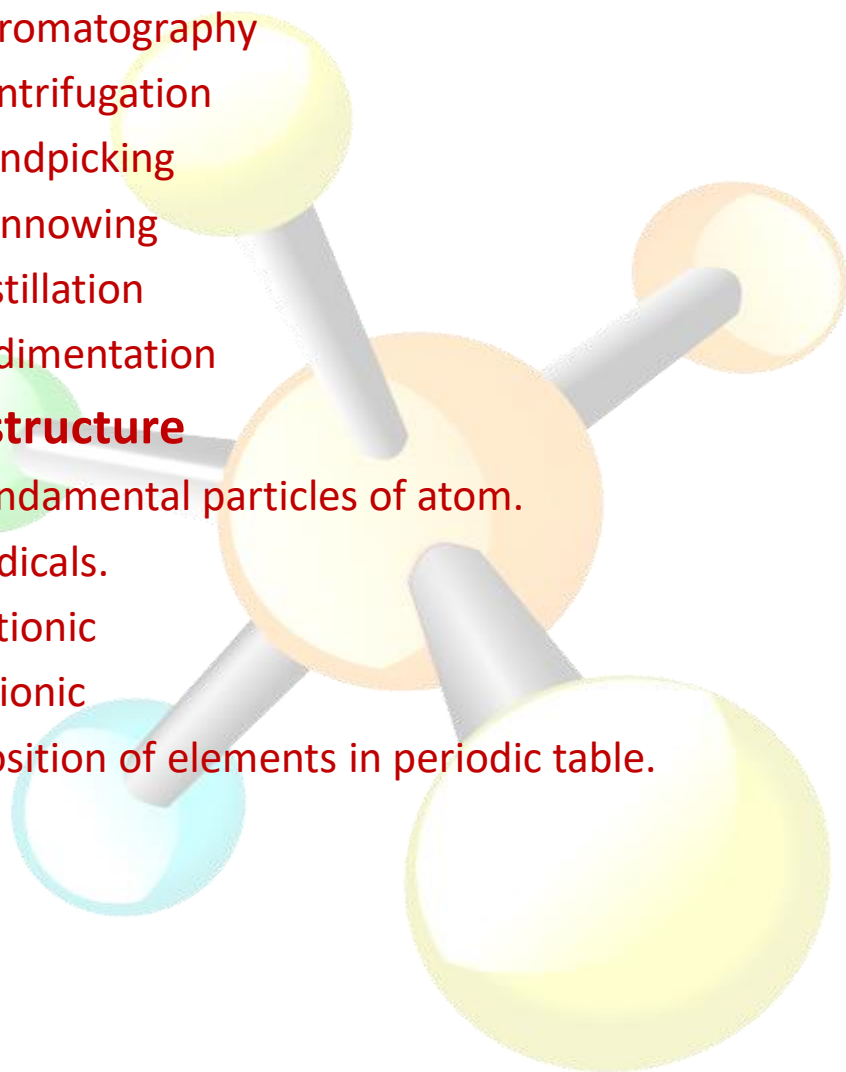 romatography
ntrifugation
ndpicking
nnowing
stillation
dimentation
structure
ndamental particles of atom.
dicals.
tionic
ionic
osition of elements in periodic table.